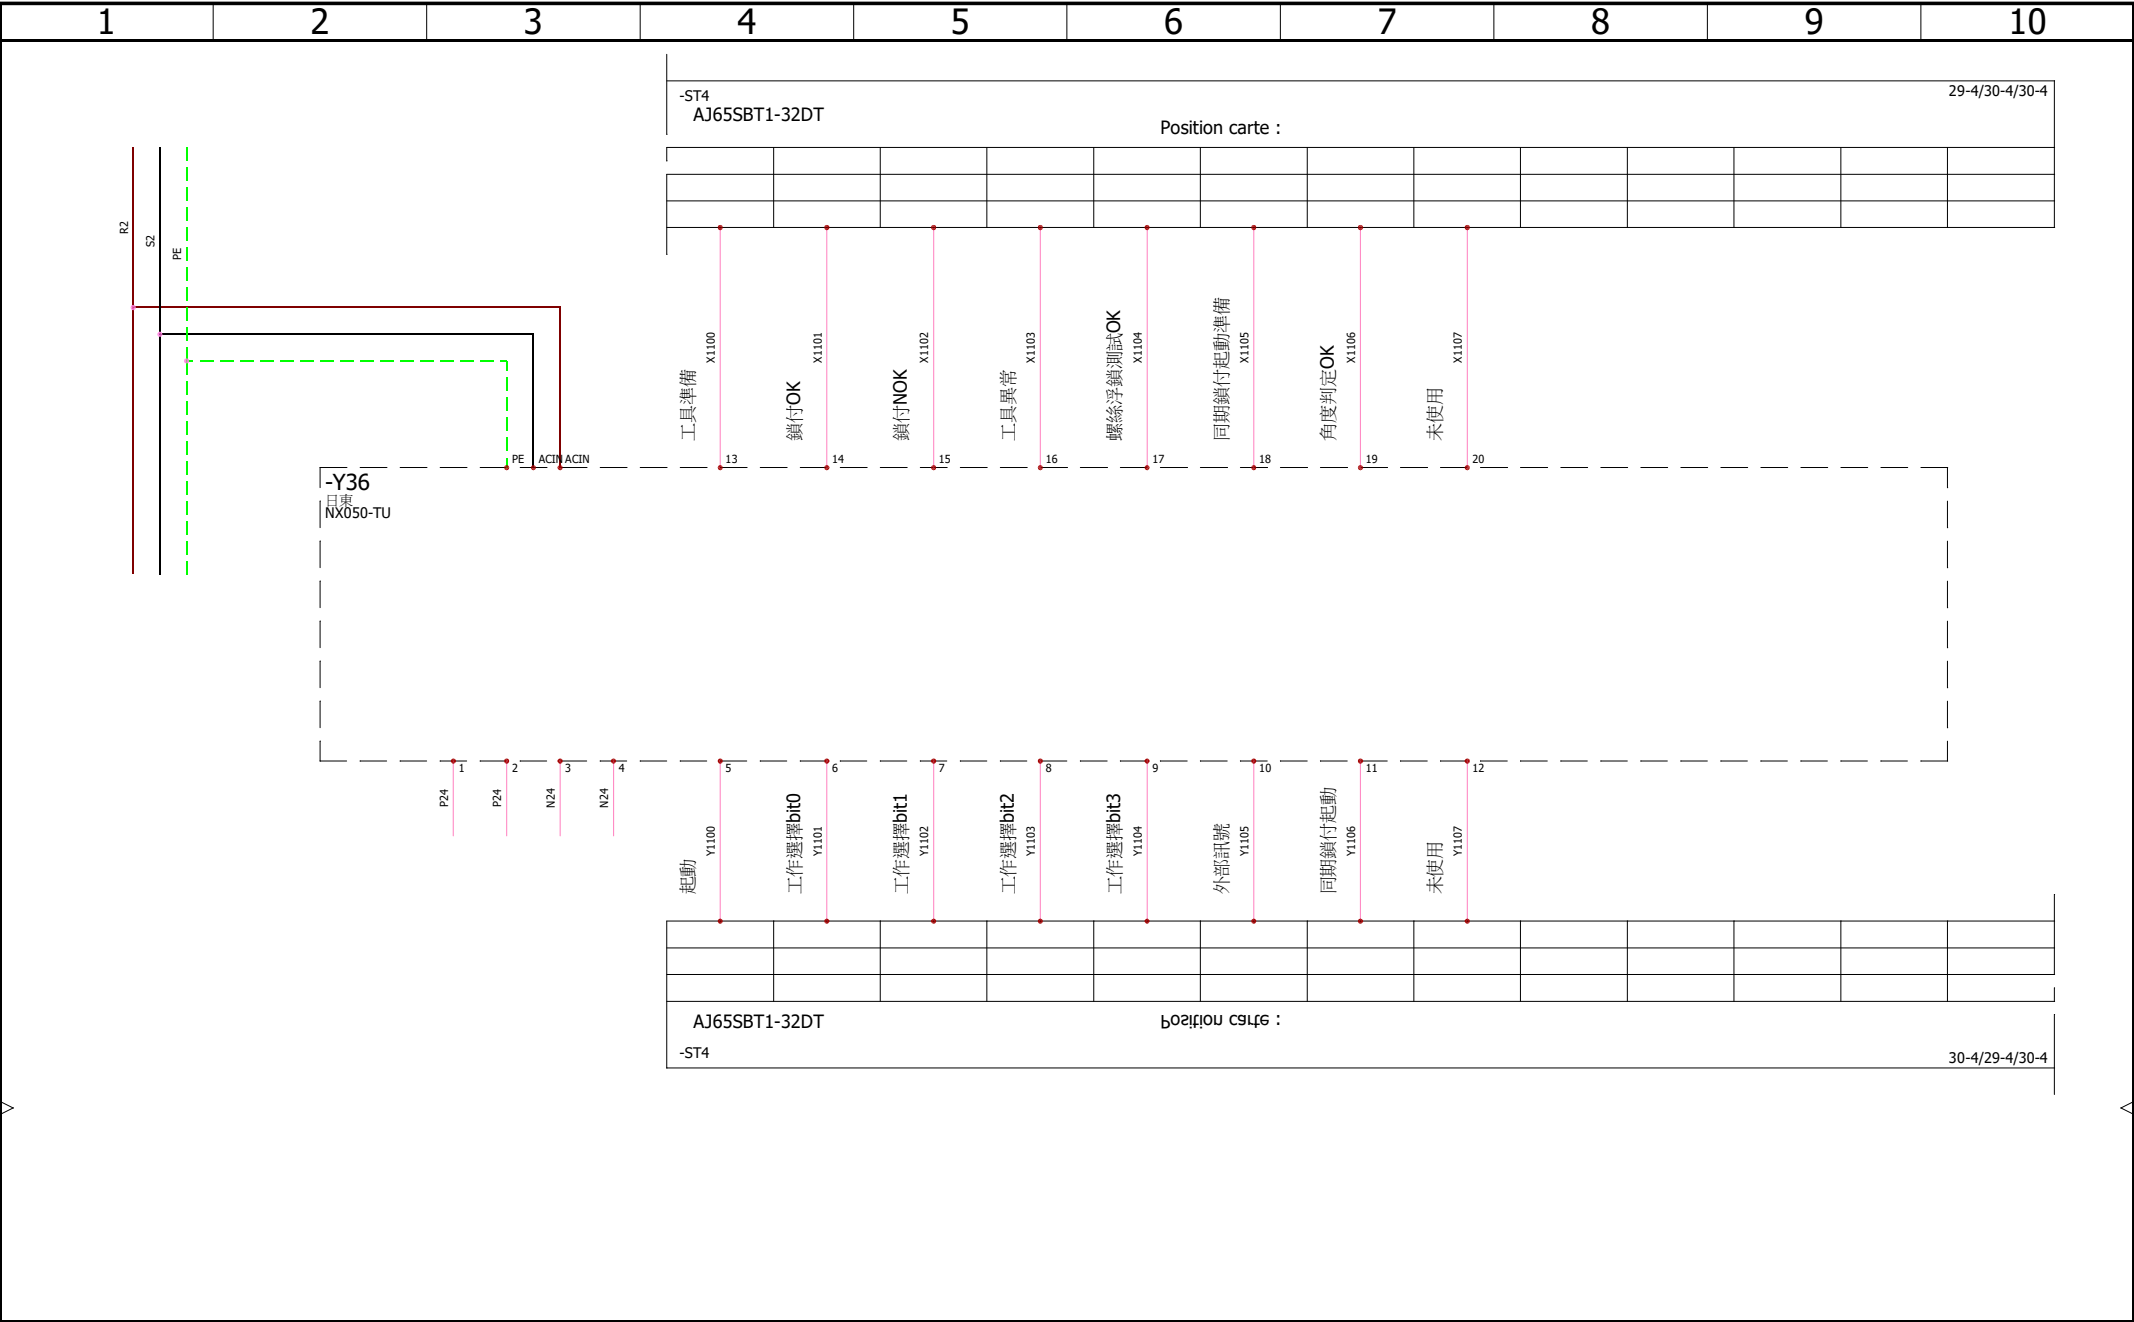 1 2 3 4 5 6 7 8 9 10
-ST4
29-4/30-4/30-4
AJ65SBT1-32DT
Position carte :
R2
S2
PE
工具準備
X1100
鎖付OK
X1101
鎖付NOK
X1102
工具異常
X1103
螺絲浮鎖測試OK
X1104
同期鎖付起動準備
X1105
角度判定OK
X1106
未使用
X1107
PE ACIN ACIN 13 14 15 16 17 18 19 20
-Y36
日東
NX050-TU
1 2 3 4 5 6 7 8 9 10 11 12
P24
P24
N24
N24
起動
Y1100
工作選擇bit0
Y1101
工作選擇bit1
Y1102
工作選擇bit2
Y1103
工作選擇bit3
Y1104
外部訊號
Y1105
同期鎖付起動
Y1106
未使用
Y1107
AJ65SBT1-32DT
Position carte :
-ST4
30-4/29-4/30-4